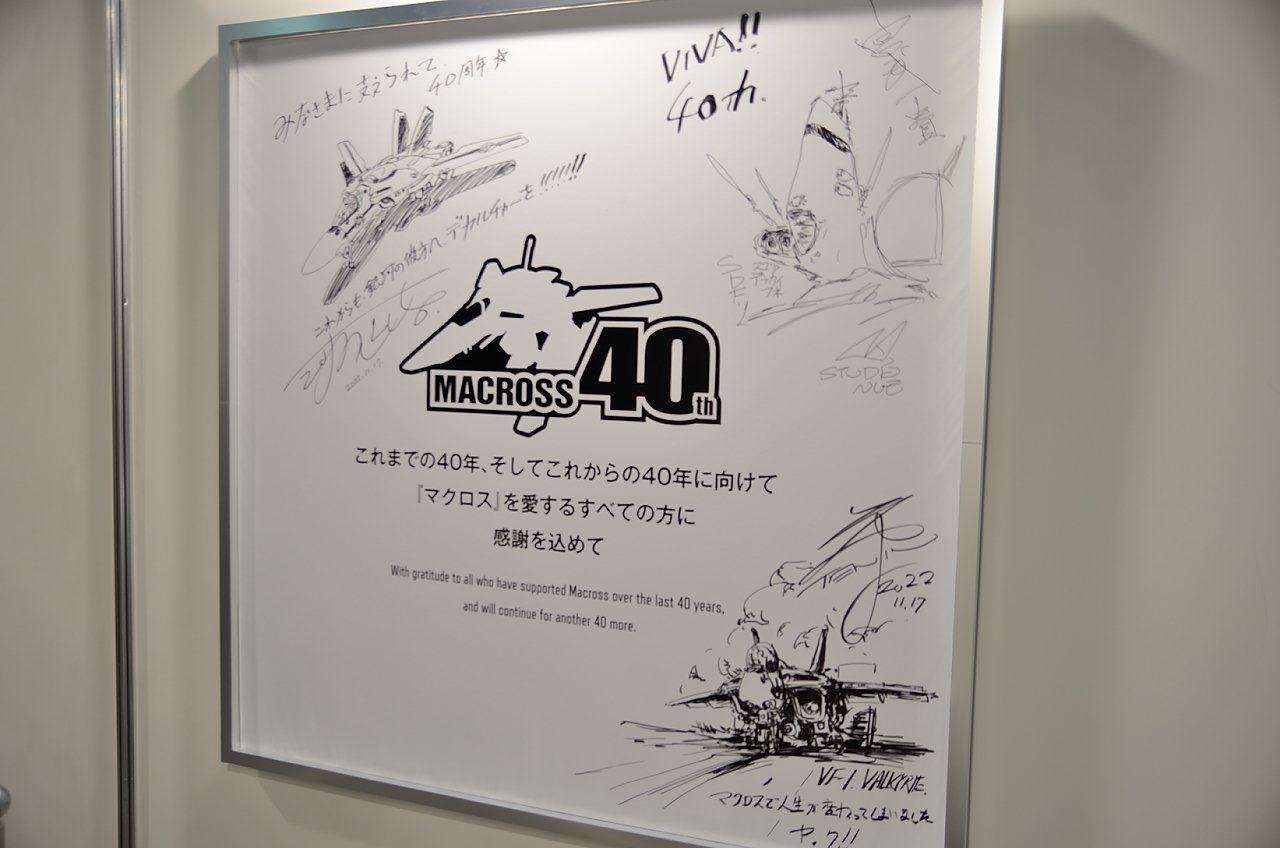 みなさまに支えられて
40周年☆
これからも、銀河の彼方へ、デカルチャーを!!!!!!
2022.11.17
VIVA!!
40th.
SDF
STUDIO
NUE
MACROSS 40th
これまでの40年、そしてこれからの40年に向けて
『マクロス』を愛するすべての方に
感謝を込めて
With gratitude to all who have supported Macross over the last 40 years,
and will continue for another 40 more.
2022
11.17
VF1. VALKYRIE.
マクロスで人生が変わってしまいました